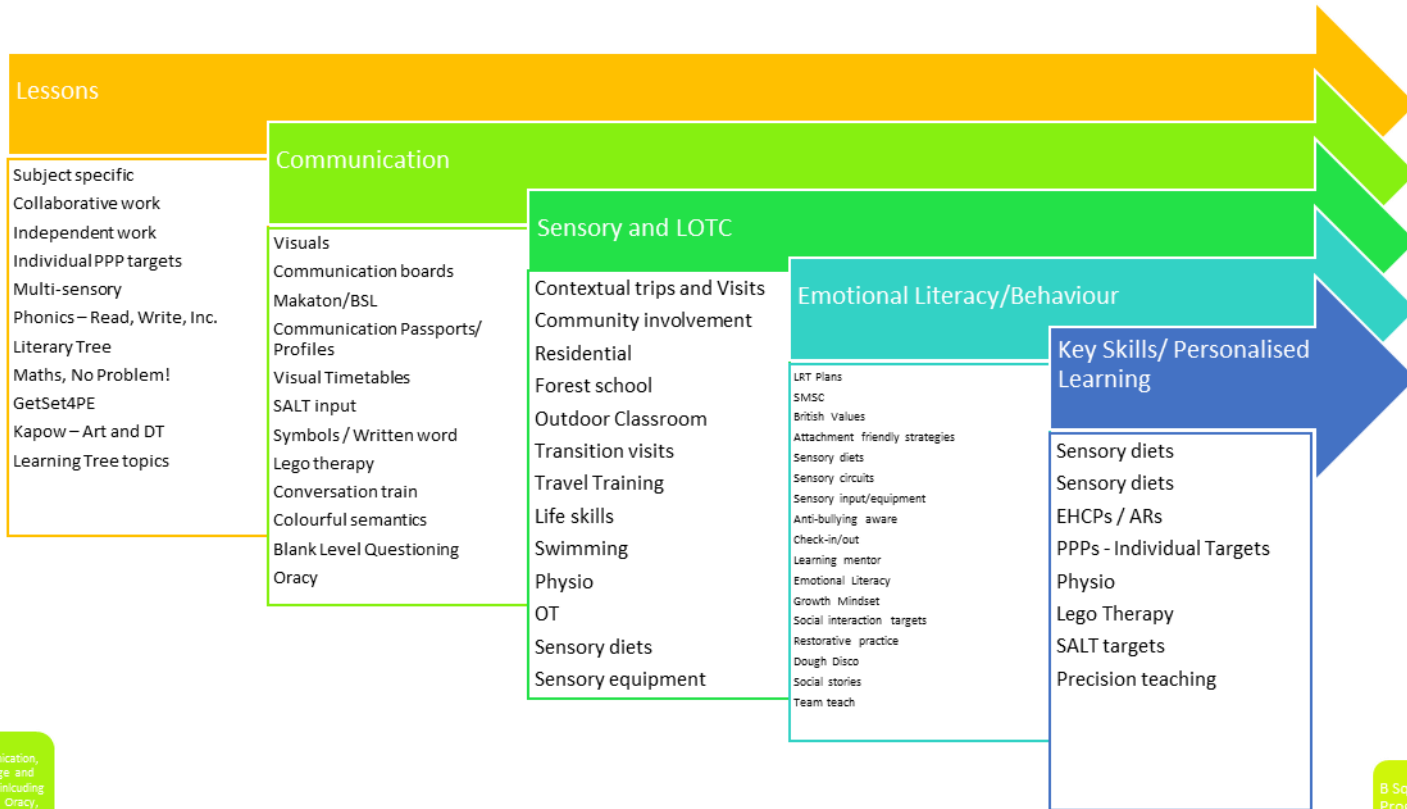 Lessons
Subject specific
Collaborative work
Independent work
Individual PPP targets
Multi-sensory
Phonics – Read, Write, Inc.
Literary Tree
Maths, No Problem!
GetSet4PE
Kapow – Art and DT
Learning Tree topics
Communication
Visuals
Communication boards
Makaton/BSL
Communication Passports/
Profiles
Visual Timetables
SALT input
Symbols / Written word
Lego therapy
Conversation train
Colourful semantics
Blank Level Questioning
Oracy
Sensory and LOTC
Contextual trips and Visits
Community involvement
Residential
Forest school
Outdoor Classroom
Transition visits
Travel Training
Life skills
Swimming
Physio
OT
Sensory diets
Sensory equipment
Emotional Literacy/Behaviour
LRT Plans
SMSC
British Values
Attachment friendly strategies
Sensory diets
Sensory circuits
Sensory input/equipment
Anti-bullying aware
Check-in/out
Learning mentor
Emotional Literacy
Growth Mindset
Social interaction targets
Restorative practice
Dough Disco
Social stories
Team teach
Key Skills/ Personalised
Learning
Sensory diets
Sensory diets
EHCPs / ARs
PPPs - Individual Targets
Physio
Lego Therapy
SALT targets
Precision teaching
and
Oracy,
B